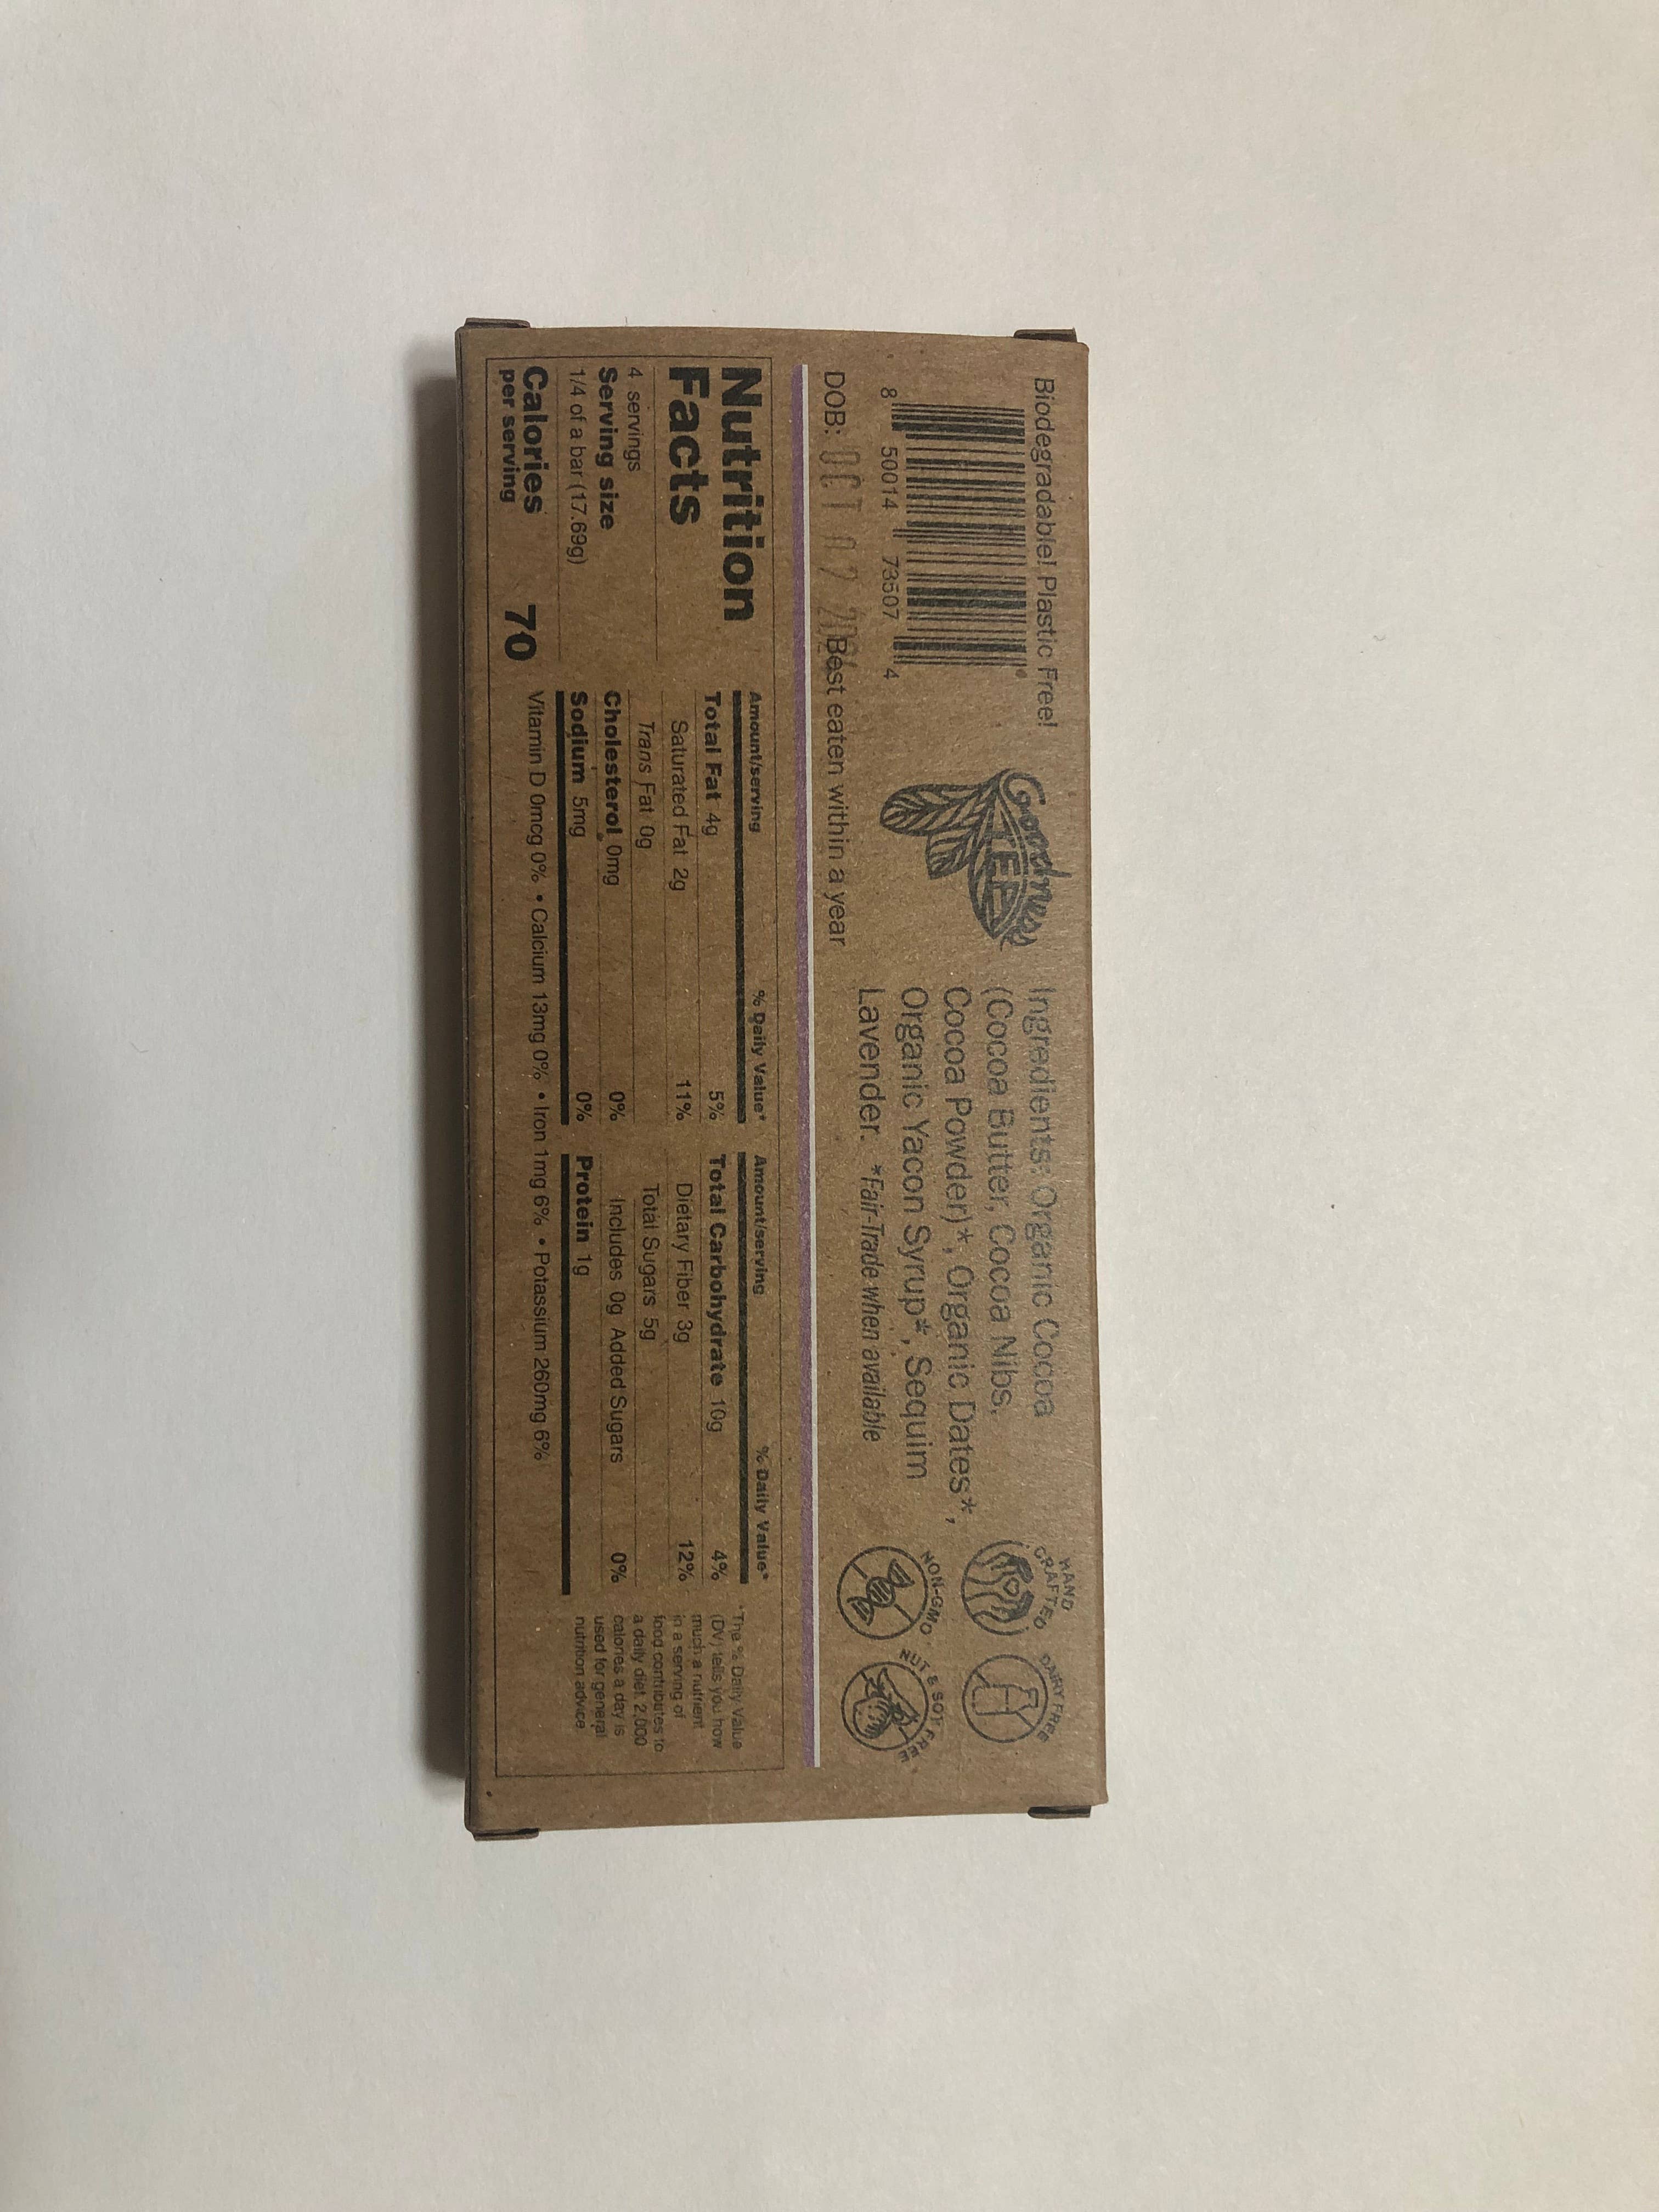 Biodegradable! Plastic Free!
8 50014 73507 4
DOB: OCT 02
Best eaten within a year
Goodness
TEA
Ingredients: Organic Cocoa
(Cocoa Butter, Cocoa Nibs,
Cocoa Powder)*, Organic Dates*,
Organic Yacon Syrup*, Sequim
Lavender. *Fair-Trade when available
HAND CRAFTED
DAIRY FREE
NON-GMO
NUT & SOY FREE
Nutrition
Facts
4 servings
Serving size
1/4 of a bar (17.69g)
Calories 70
per serving
Amount/serving % Daily Value*
Total Fat 4g 5%
Saturated Fat 2g 11%
Trans Fat 0g
Cholesterol 0mg 0%
Sodium 5mg 0%
Amount/serving % Daily Value*
Total Carbohydrate 10g 4%
Dietary Fiber 3g 12%
Total Sugars 5g
Includes 0g Added Sugars 0%
Protein 1g
Vitamin D 0mcg 0% • Calcium 13mg 0% • Iron 1mg 6% • Potassium 260mg 6%
*The % Daily Value
(DV) tells you how
much a nutrient
in a serving of
food contributes to
a daily diet. 2,000
calories a day is
used for general
nutrition advice.